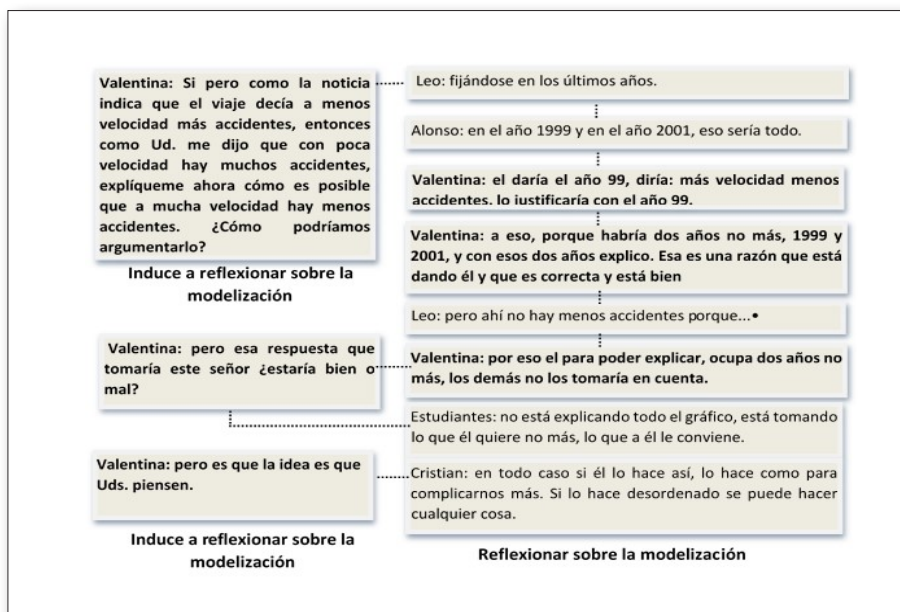 Valentina: Si pero como la noticia
indica que el viaje decía a menos
velocidad más accidentes, entonces
como Ud. me dijo que con poca
velocidad hay muchos accidentes,
explíqueme ahora cómo es posible
que a mucha velocidad hay menos
accidentes. ¿Cómo podríamos
argumentarlo?
Induce a reflexionar sobre la
modelización
Leo: fijándose en los últimos años.
Alonso: en el año 1999 y en el año 2001, eso sería todo.
Valentina: el daría el año 99, diría: más velocidad menos
accidentes. lo justificaría con el año 99.
Valentina: a eso, porque habría dos años no más, 1999 y
2001, y con esos dos años explico. Esa es una razón que está
dando él y que es correcta y está bien
Leo: pero ahí no hay menos accidentes porque...•
Valentina: pero esa respuesta que
tomaría este señor ¿estaría bien o
mal?
Valentina: por eso el para poder explicar, ocupa dos años no
más, los demás no los tomaría en cuenta.
Estudiantes: no está explicando todo el gráfico, está tomando
lo que él quiere no más, lo que a él le conviene.
Valentina: pero es que la idea es que
Uds. piensen.
Cristian: en todo caso si él lo hace así, lo hace como para
complicarnos más. Si lo hace desordenado se puede hacer
cualquier cosa.
Induce a reflexionar sobre la
modelización
Reflexionar sobre la modelización